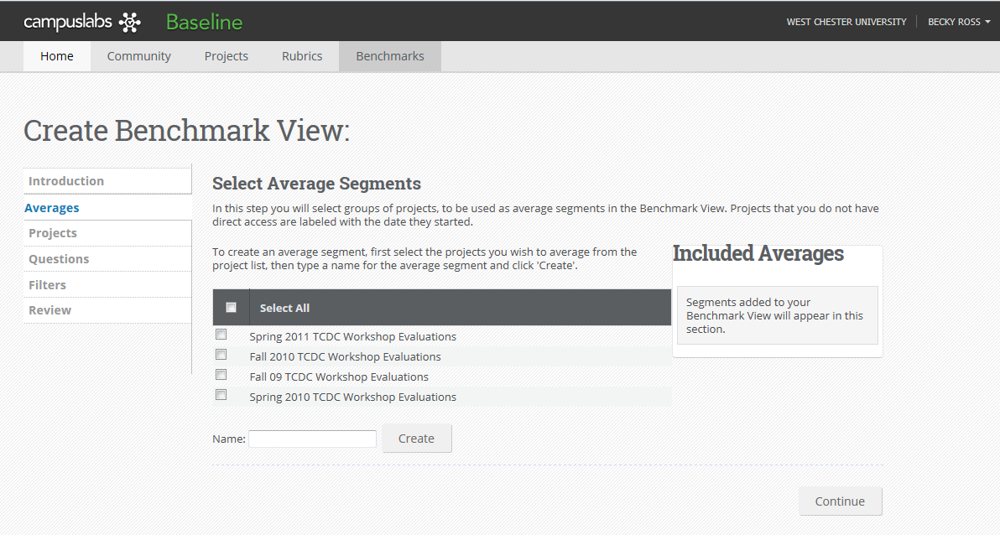 campuslabs Baseline WEST CHESTER UNIVERSITY BECKY ROSS
Home Community Projects Rubrics Benchmarks
Create Benchmark View:
Introduction
Averages
Projects
Questions
Filters
Review
Select Average Segments
In this step you will select groups of projects, to be used as average segments in the Benchmark View. Projects that you do not have
direct access are labeled with the date they started.
To create an average segment, first select the projects you wish to average from the
project list, then type a name for the average segment and click 'Create'.
Select All
Spring 2011 TCDC Workshop Evaluations
Fall 2010 TCDC Workshop Evaluations
Fall 09 TCDC Workshop Evaluations
Spring 2010 TCDC Workshop Evaluations
Name: Create
Included Averages
Segments added to your
Benchmark View will appear in this
section.
Continue